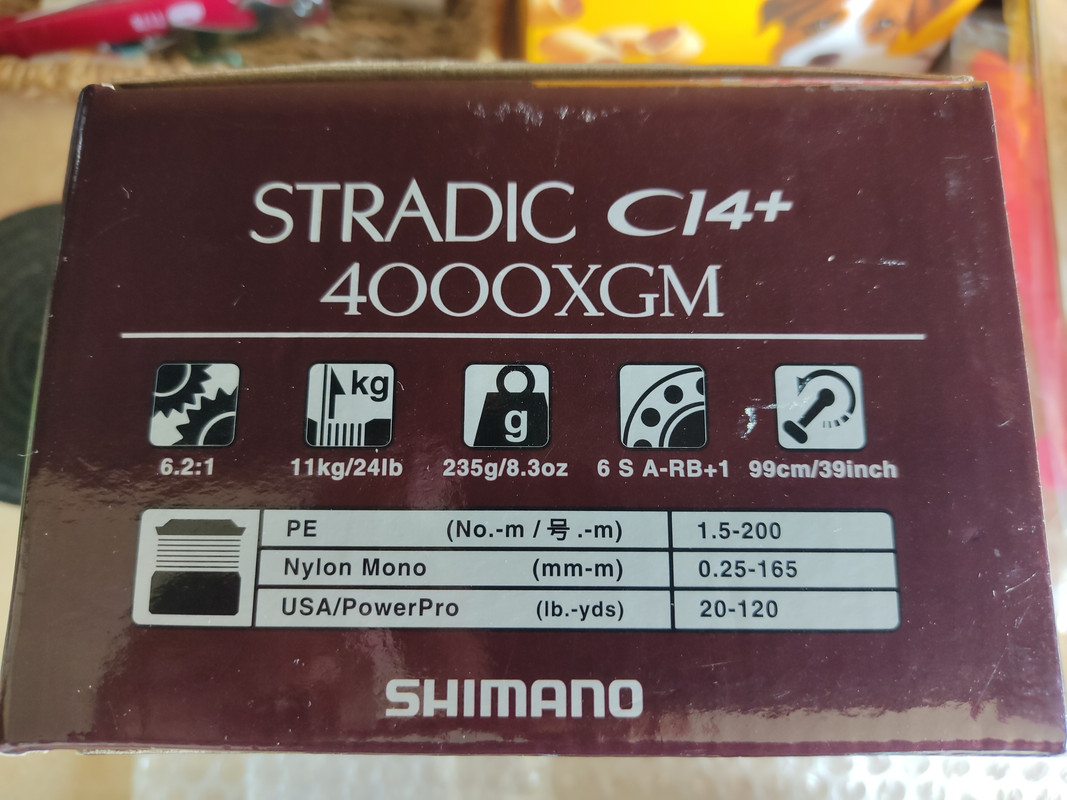 STRADIC CI4+
4000XGM
kg
g
6.2:1 11kg/24lb 235g/8.3oz 6 S A-RB+1 99cm/39inch
PE (No.-m / 号 .-m) 1.5-200
Nylon Mono (mm-m) 0.25-165
USA/PowerPro (lb.-yds) 20-120
SHIMANO